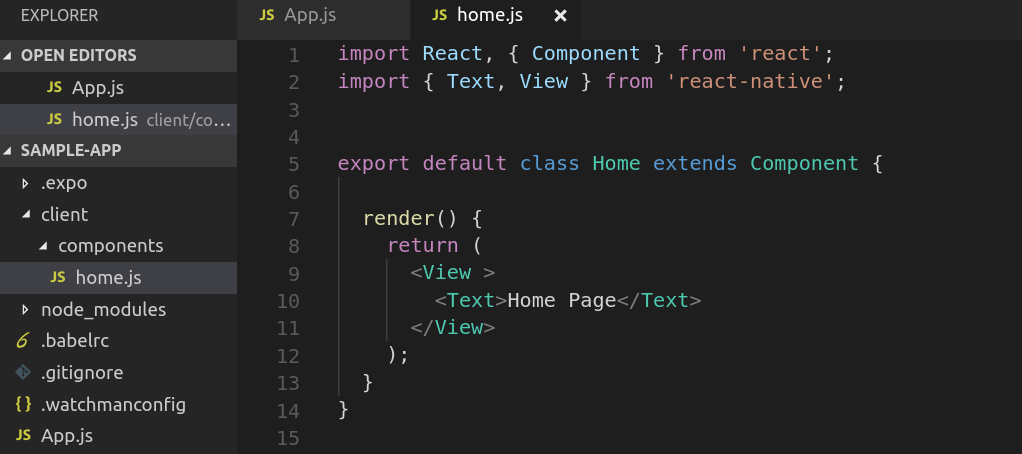 EXPLORER
OPEN EDITORS
JS App.js
JS home.js client/co...
SAMPLE-APP
.expo
client
components
JS home.js
node_modules
.babelrc
.gitignore
{ } .watchmanconfig
JS App.js
JS App.js JS home.js ×
1 import React, { Component } from 'react';
2 import { Text, View } from 'react-native';
3
4
5 export default class Home extends Component {
6
7   render() {
8     return (
9       <View >
10         <Text>Home Page</Text>
11       </View>
12     );
13   }
14 }
15